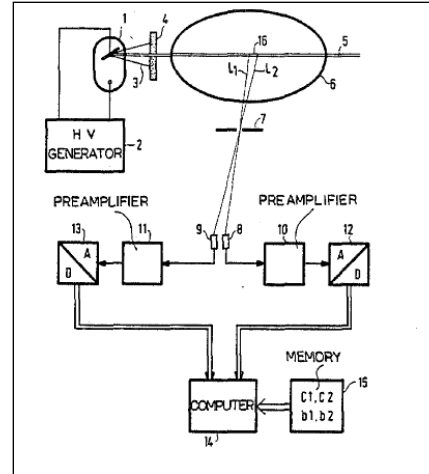 1
4
16
5
L1
L2
3
6
7
HV
GENERATOR
2
PREAMPLIFIER
PREAMPLIFIER
13
11
9
8
10
12
A
D
A
D
MEMORY
COMPUTER
C1, C2
b1, b2
15
14